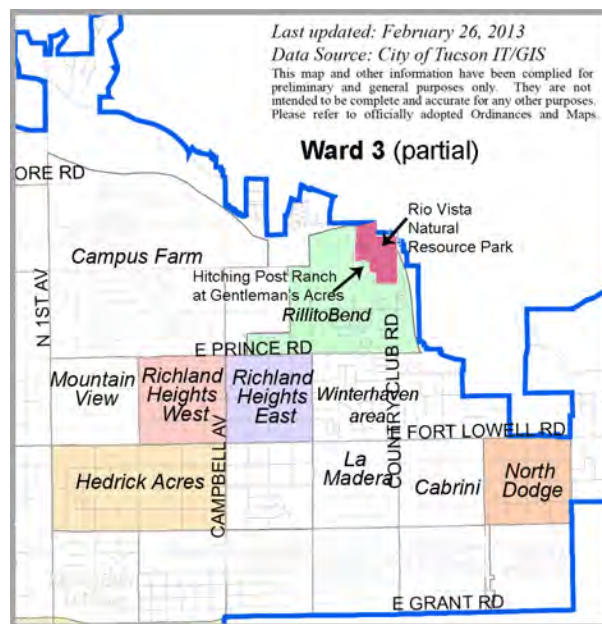 Last updated: February 26, 2013
Data Source: City of Tucson IT/GIS
This map and other information have been complied for
preliminary and general purposes only. They are not
intended to be complete and accurate for any other purposes.
Please refer to officially adopted Ordinances and Maps.
Ward 3 (partial)
ORE RD
Rio Vista
Natural
Resource Park
Campus Farm
Hitching Post Ranch
at Gentleman's Acres
RillitoBend
N 1ST AV
E PRINCE RD
COUNTRY CLUB RD
Mountain
View
Richland
Heights
West
Richland
Heights
East
Winterhaven
area
FORT LOWELL RD
CAMPBELL AV
Hedrick Acres
La
Madera
Cabrini
North
Dodge
E GRANT RD